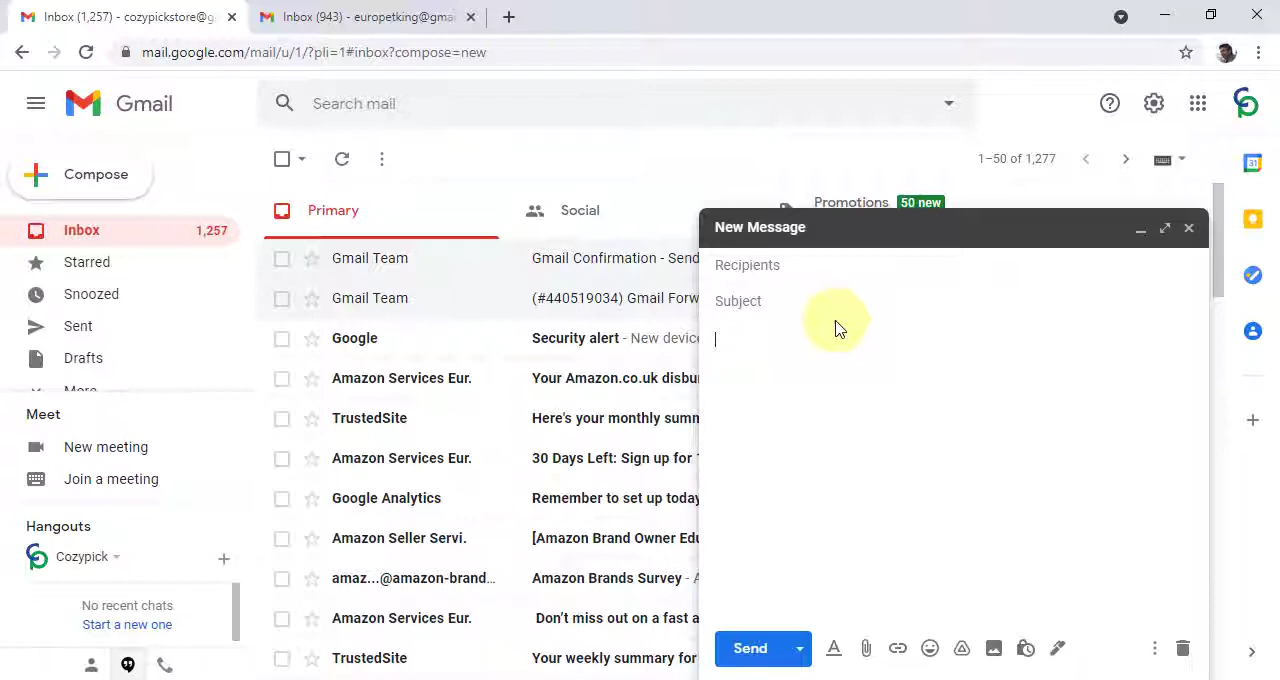 Inbox (1,257) - cozypickstore@g
Inbox (943) - europetking@gmai
mail.google.com/mail/u/1/?pli=1#inbox?compose=new
Gmail
Search mail
Compose
1–50 of 1,277
Primary
Social
Promotions
50 new
Inbox 1,257
Starred
Snoozed
Sent
Drafts
More
Meet
New meeting
Join a meeting
Hangouts
Cozypick
No recent chats
Start a new one
Gmail Team Gmail Confirmation - Send
Gmail Team (#440519034) Gmail Forw
Google Security alert - New device
Amazon Services Eur. Your Amazon.co.uk disbu
TrustedSite Here's your monthly summ
Amazon Services Eur. 30 Days Left: Sign up for
Google Analytics Remember to set up today
Amazon Seller Servi. [Amazon Brand Owner Edu
amaz...@amazon-brand... Amazon Brands Survey -
Amazon Services Eur. Don't miss out on a fast a
TrustedSite Your weekly summary for
New Message
Recipients
Subject
Send
31